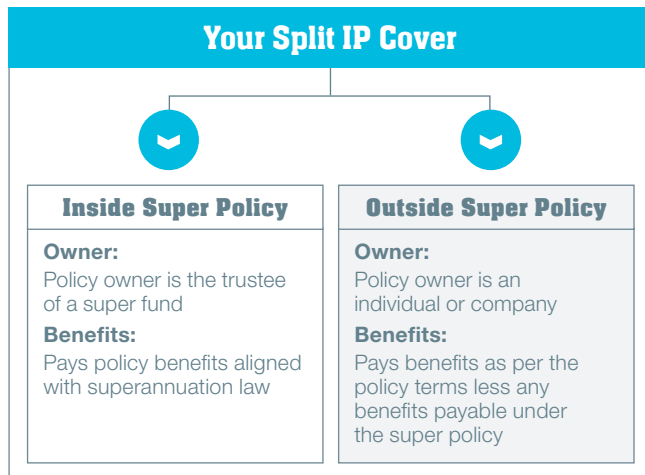 Your Split IP Cover
Inside Super Policy
Owner:
Policy owner is the trustee
of a super fund
Benefits:
Pays policy benefits aligned
with superannuation law
Outside Super Policy
Owner:
Policy owner is an
individual or company
Benefits:
Pays benefits as per the
policy terms less any
benefits payable under
the super policy